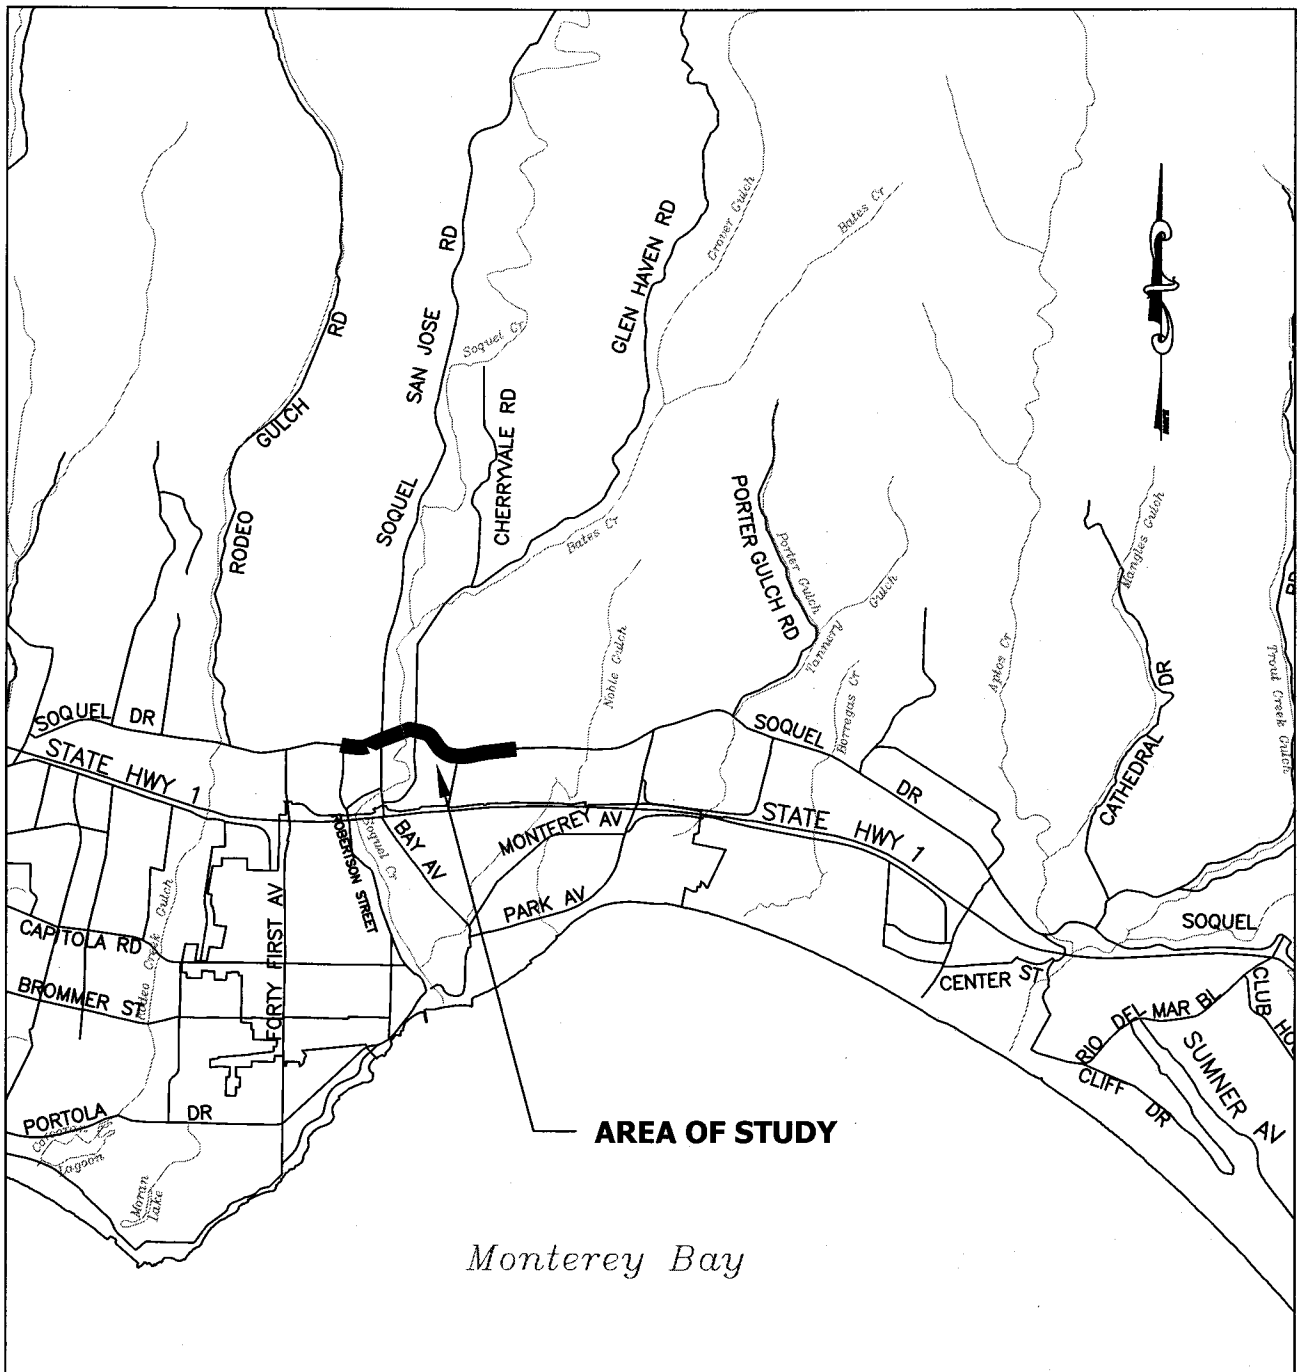 Grover Gulch
Bates Cr
SOQUEL SAN JOSE RD
GLEN HAVEN RD
RODEO GULCH RD
Soquel Cr
CHERRYVALE RD
Bates Cr
PORTER GULCH RD
Porter Gulch
Tannery Gulch
Mangles Gulch
Noble Gulch
Borregas Cr
Aptos Cr
CATHEDRAL DR
Trout Creek Gulch
RD
SOQUEL DR
STATE HWY 1
SOQUEL DR
STATE HWY 1
ROBERTSON STREET
Soquel Cr
BAY AV
MONTEREY AV
PARK AV
FORTY FIRST AV
Rodeo Creek Gulch
CAPITOLA RD
BROMMER ST
SOQUEL
CENTER ST
CLUB HO
RIO DEL MAR BL
SUMNER AV
CLIFF DR
PORTOLA DR
Corcoran
Lagoon
Moran
Lake
AREA OF STUDY
Monterey Bay